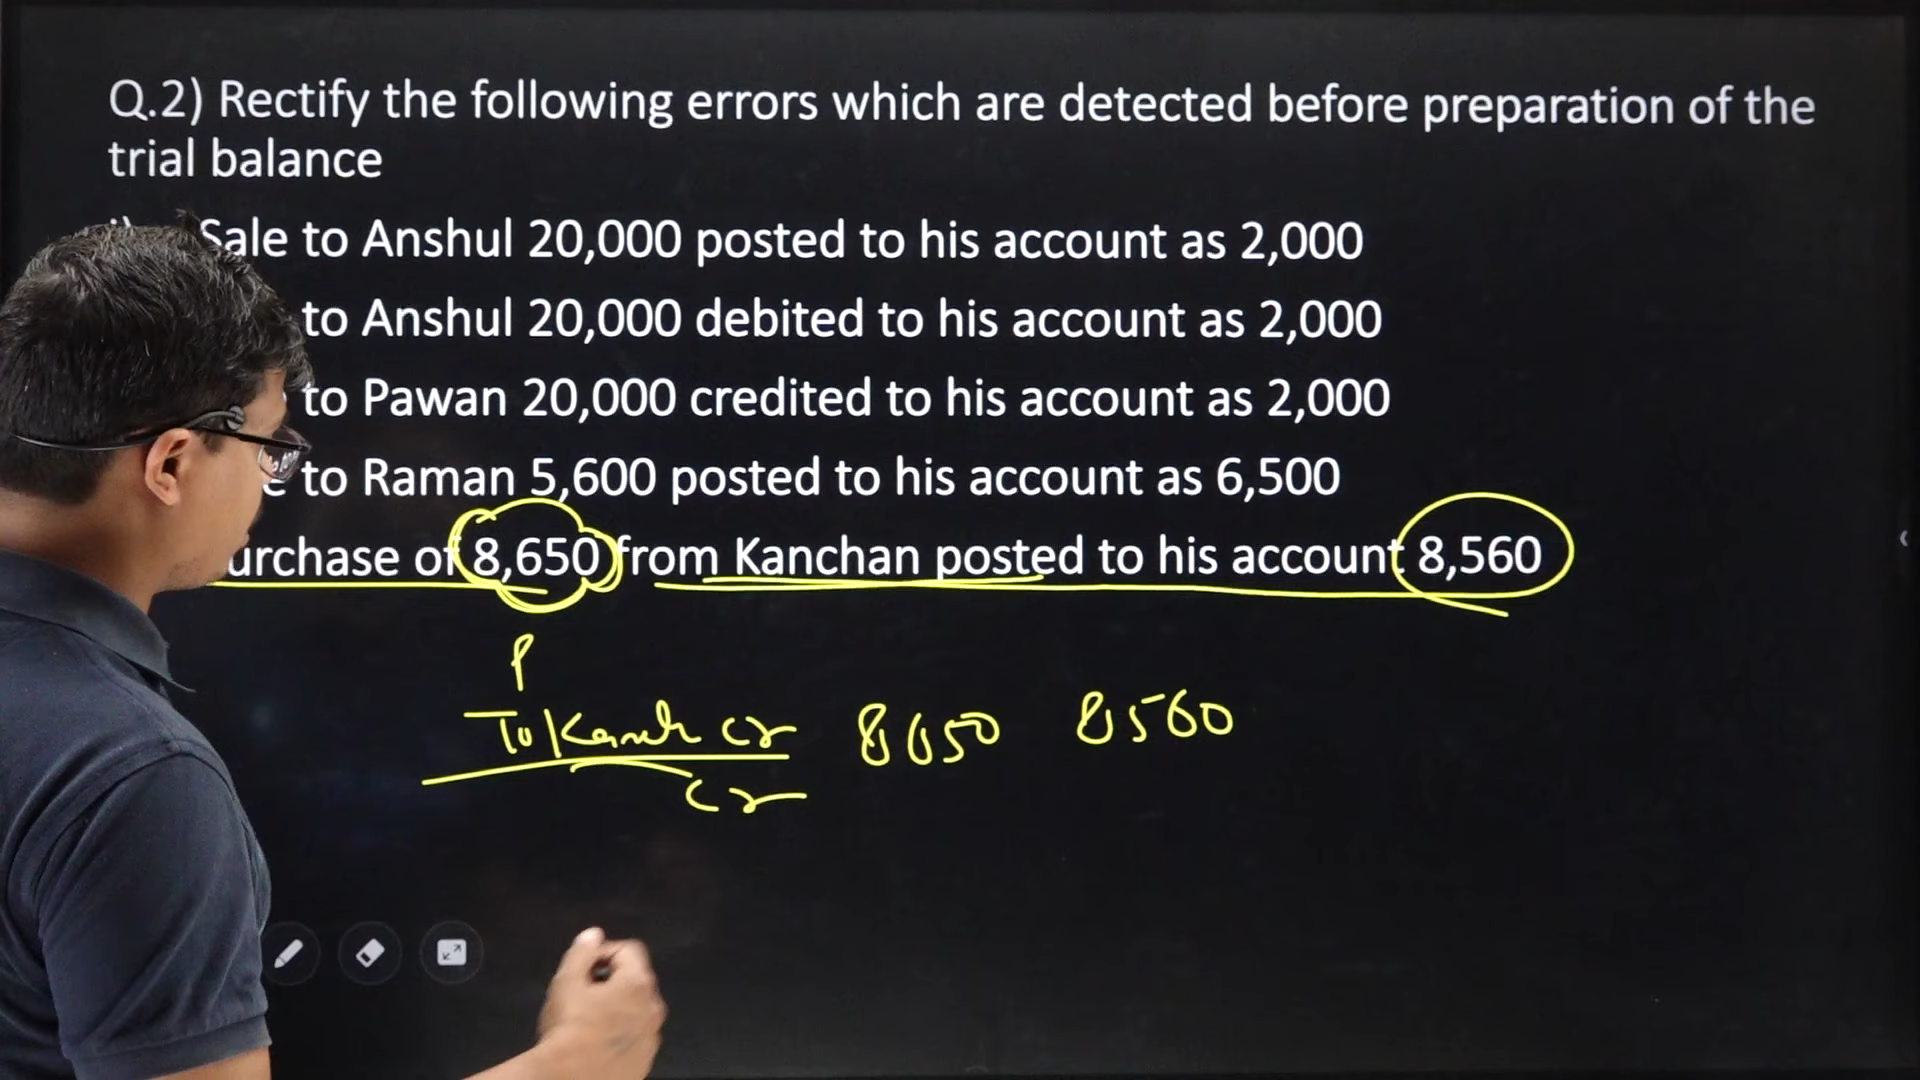 Q.2) Rectify the following errors which are detected before preparation of the
trial balance
Sale to Anshul 20,000 posted to his account as 2,000
to Anshul 20,000 debited to his account as 2,000
to Pawan 20,000 credited to his account as 2,000
to Raman 5,600 posted to his account as 6,500
urchase of 8,650 from Kanchan posted to his account 8,560
P
To Kanch Cr 8650 8560
Cr